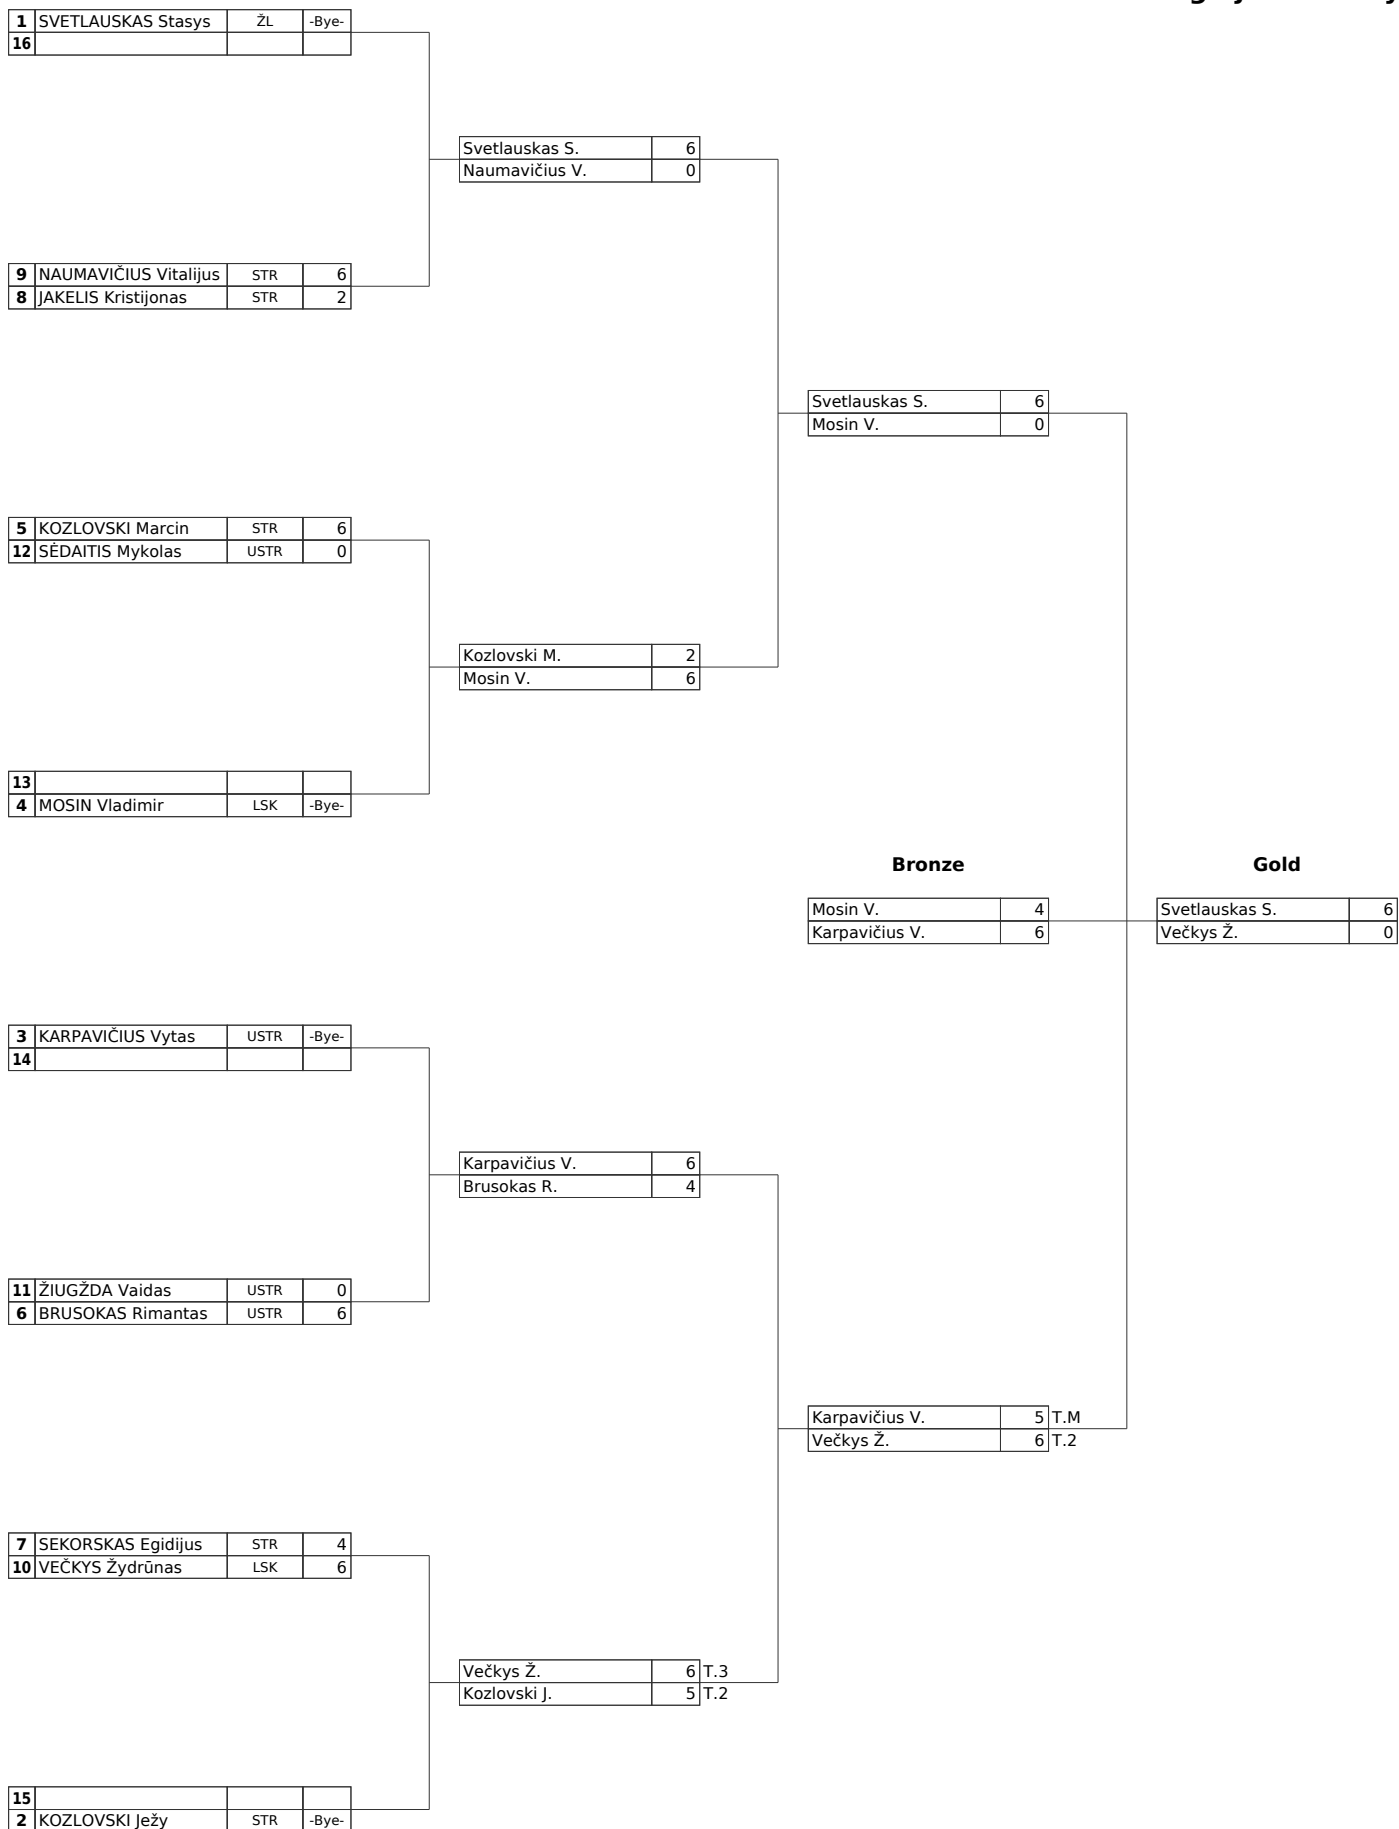 1 SVETLAUSKAS Stasys ŽL -Bye-
16
Svetlauskas S. 6
Naumavičius V. 0
9 NAUMAVIČIUS Vitalijus STR 6
8 JAKELIS Kristijonas STR 2
Svetlauskas S. 6
Mosin V. 0
5 KOZLOVSKI Marcin STR 6
12 SĖDAITIS Mykolas USTR 0
Kozlovski M. 2
Mosin V. 6
13
4 MOSIN Vladimir LSK -Bye-
Bronze Gold
Mosin V. 4 Svetlauskas S. 6
Karpavičius V. 6 Večkys Ž. 0
3 KARPAVIČIUS Vytas USTR -Bye-
14
Karpavičius V. 6
Brusokas R. 4
11 ŽIUGŽDA Vaidas USTR 0
6 BRUSOKAS Rimantas USTR 6
Karpavičius V. 5 T.M
Večkys Ž. 6 T.2
7 SEKORSKAS Egidijus STR 4
10 VEČKYS Žydrūnas LSK 6
Večkys Ž. 6 T.3
Kozlovski J. 5 T.2
15
2 KOZLOVSKI Ježy STR -Bye-